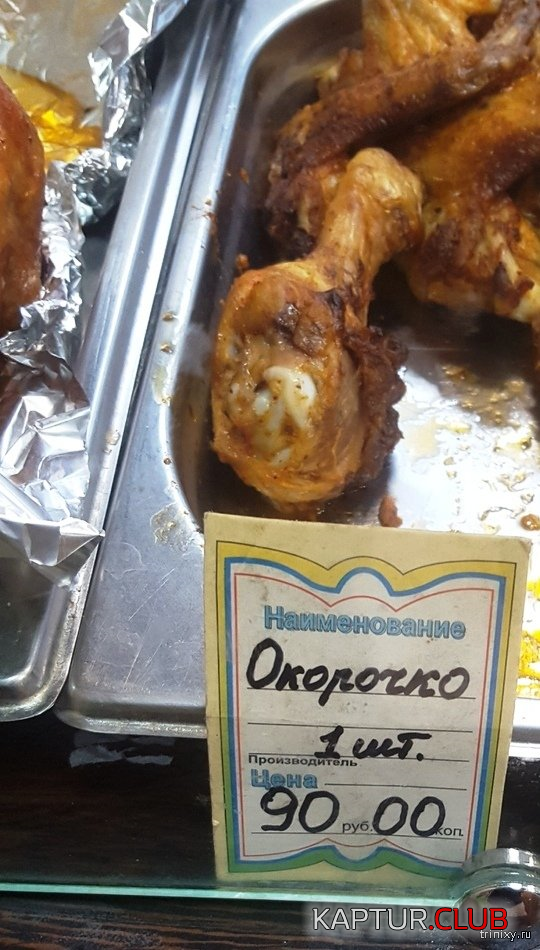 Наименование
Окорочко
1 шт.
Производитель
Цена
90 руб. 00 коп.
KAPTUR.CLUB
trinixy.ru